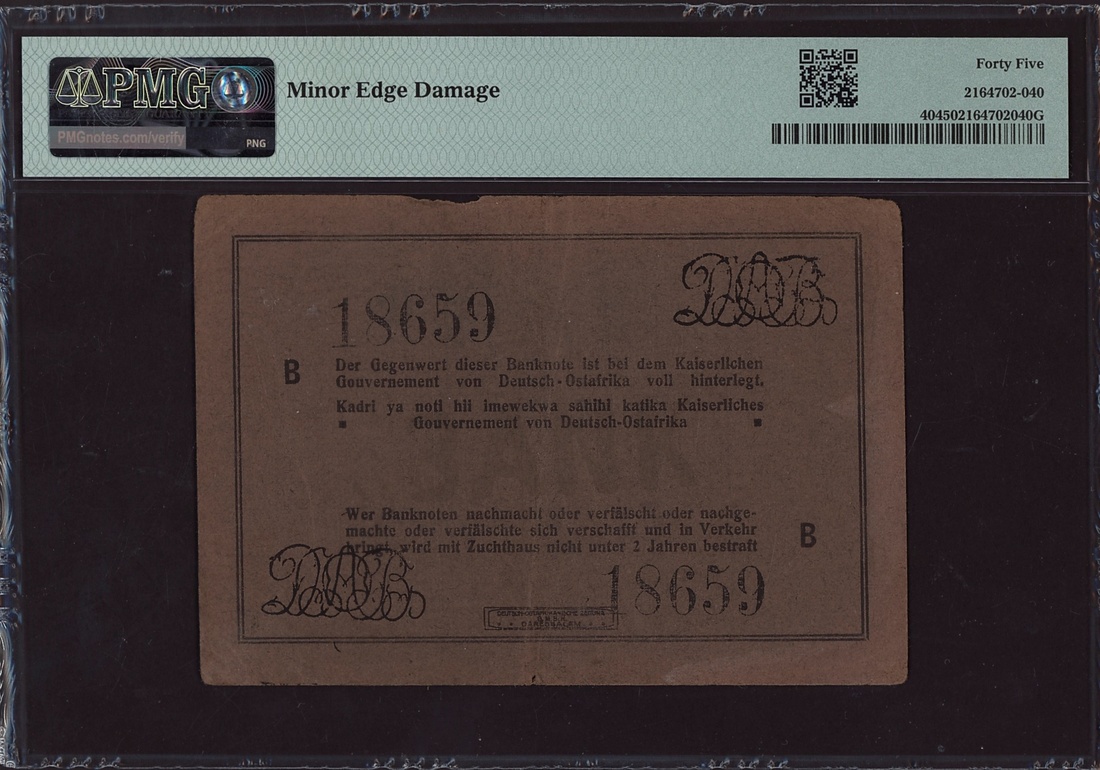 PMG
PMGnotes.com/verify
PNG
Minor Edge Damage
Forty Five
2164702-040
404502164702040G
18659
DOAB
B
Der Gegenwert dieser Banknote ist bei dem Kaiserlichen
Gouvernement von Deutsch-Ostafrika voll hinterlegt.
Kadri ya noti hii imewekwa sahihi katika Kaiserliches
Gouvernement von Deutsch-Ostafrika
Wer Banknoten nachmacht oder verfälscht oder nachge-
machte oder verfälschte sich verschafft und in Verkehr
bringt, wird mit Zuchthaus nicht unter 2 Jahren bestraft
B
DOAB
18659
DARESSALAM